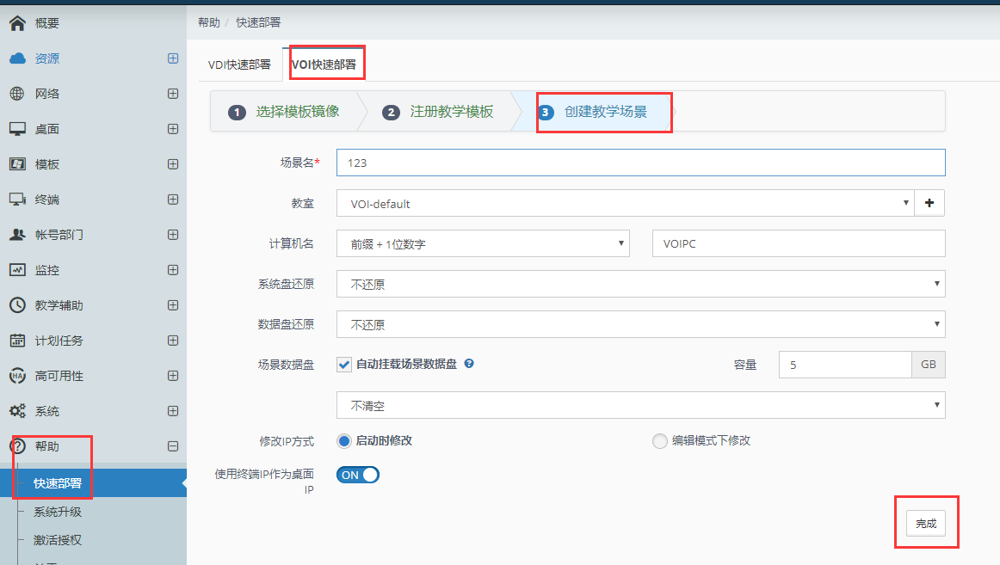 概要
资源
网络
桌面
模板
终端
帐号部门
监控
教学辅助
计划任务
HA 高可用性
系统
帮助
快速部署
系统升级
激活授权
帮助 / 快速部署
VDI快速部署 VOI快速部署
1 选择模板镜像 2 注册教学模板 3 创建教学场景
场景名* 123
教室 VOI-default
计算机名 前缀 + 1位数字 VOIPC
系统盘还原 不还原
数据盘还原 不还原
场景数据盘 自动挂载场景数据盘 ? 容量 5 GB
不清空
修改IP方式 启动时修改 编辑模式下修改
使用终端IP作为桌面 ON
IP
完成